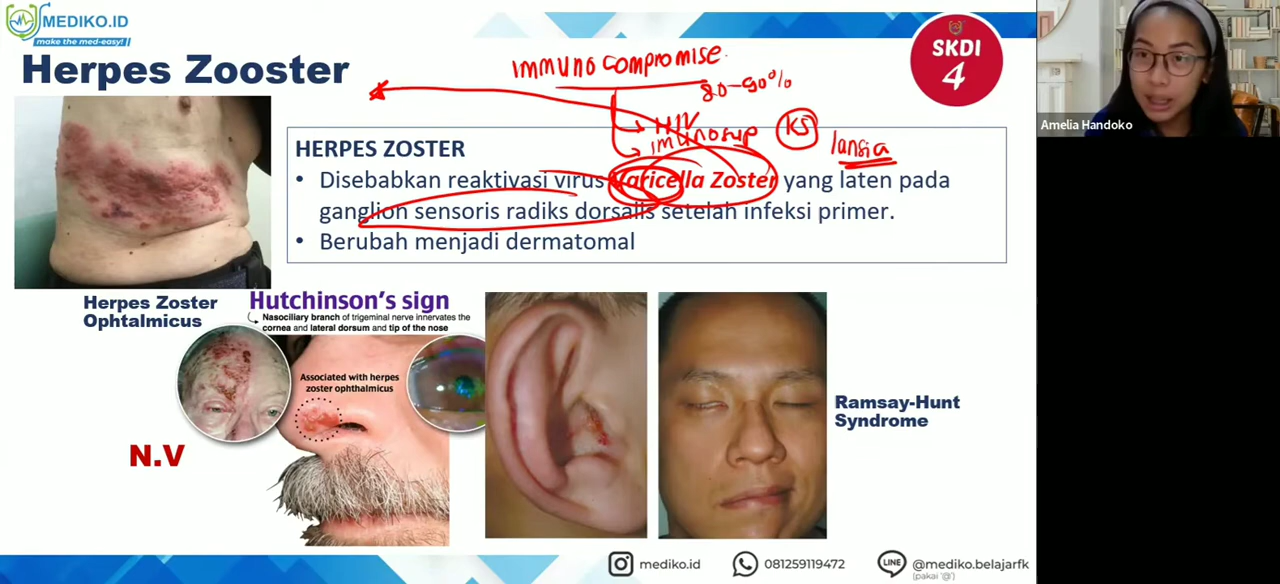 MEDIKO.ID
make the med-easy!
Herpes Zooster
IMMUNO COMPROMISE
80-90%
HIV
imunosup
KS
lansia
SKDI
4
Amelia Handoko
HERPES ZOSTER
• Disebabkan reaktivasi virus Varicella Zoster yang laten pada
ganglion sensoris radiks dorsalis setelah infeksi primer.
• Berubah menjadi dermatomal
Herpes Zoster
Ophtalmicus
Hutchinson's sign
Nasociliary branch of trigeminal nerve innervates the
cornea and lateral dorsum and tip of the nose
Associated with herpes
zoster ophthalmicus
N.V
Ramsay-Hunt
Syndrome
mediko.id
081259119472
LINE
@mediko.belajarfk
(pakai '@')